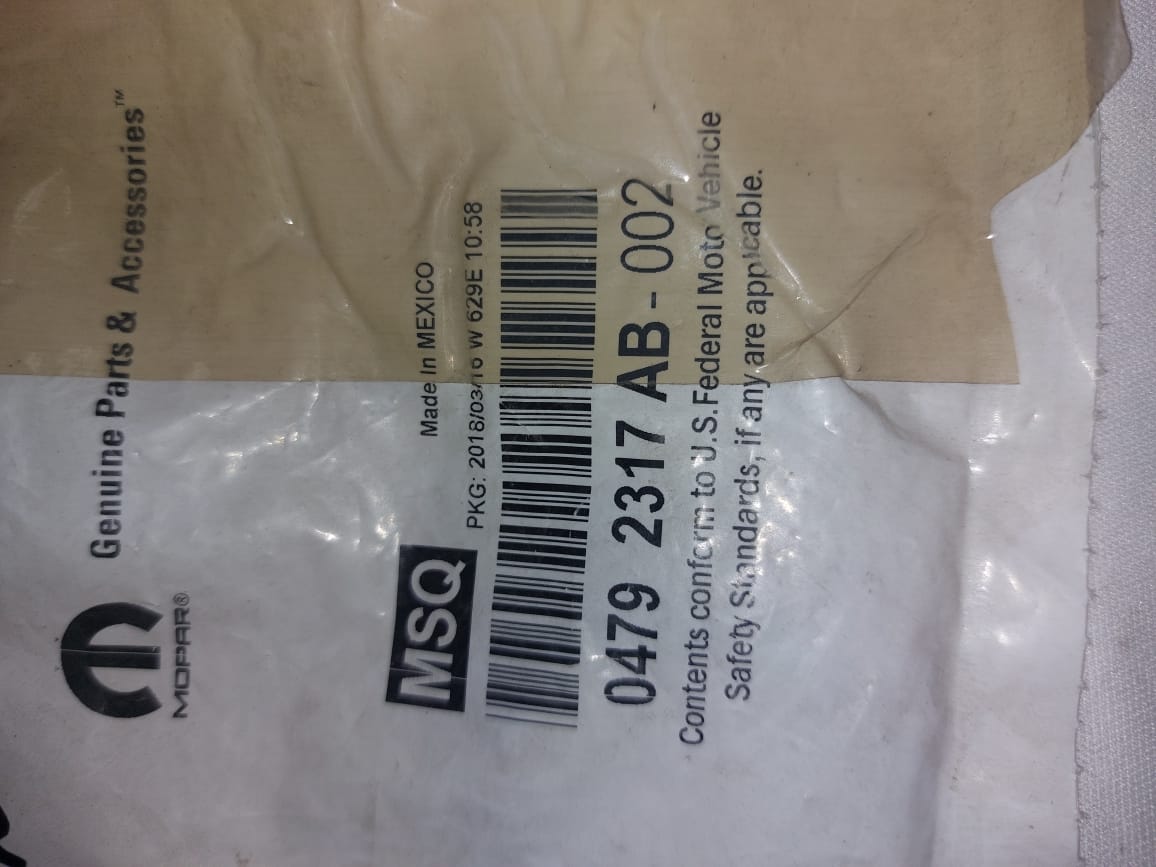 Genuine Parts & Accessories™
MOPAR®
Made In MEXICO
MSQ
PKG: 2018/03/16 W 629E 10:58
0479 2317 AB - 002
Contents conform to U.S.Federal Motor Vehicle
Safety Standards, if any are applicable.